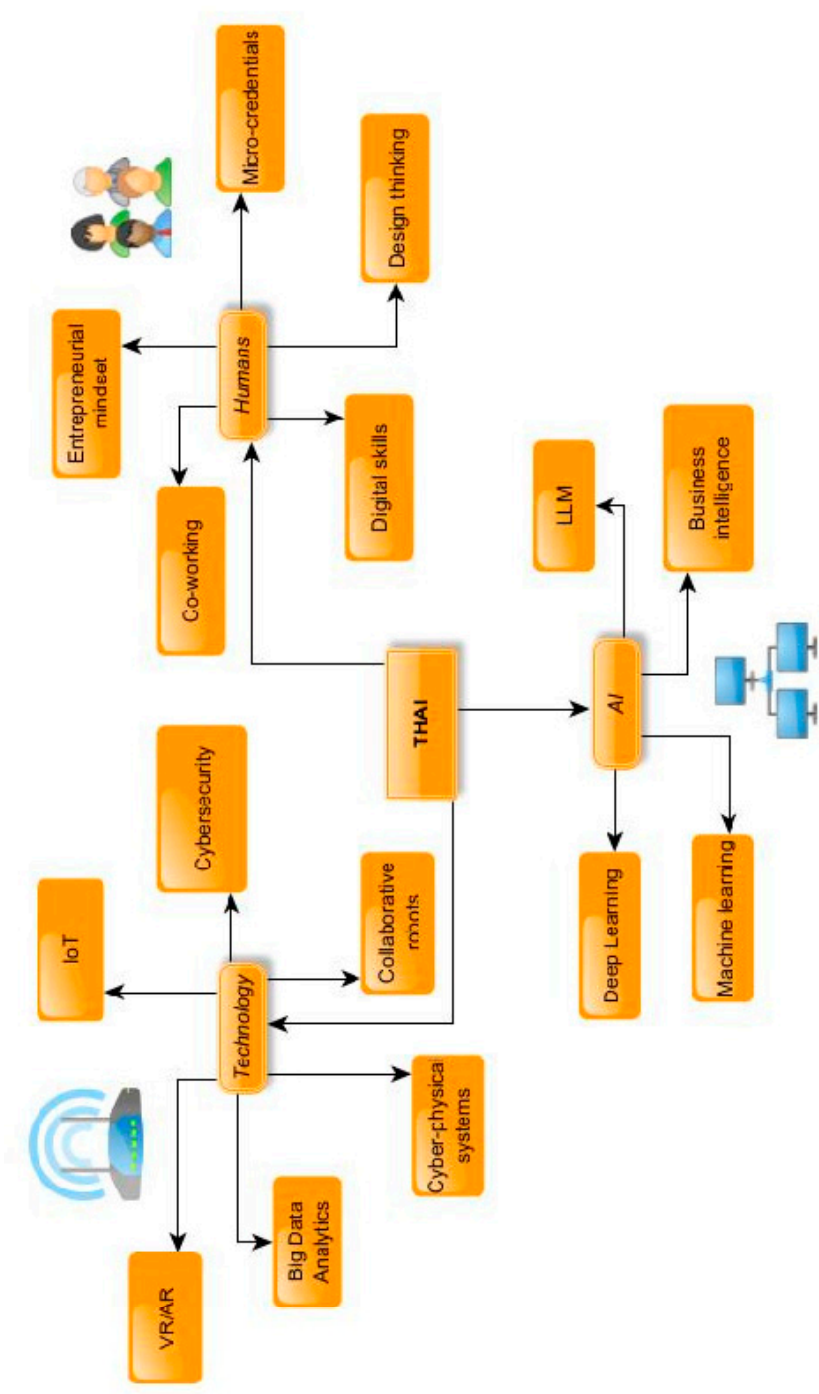 IoT
VR/AR
Cybersecurity
Technology
Big Data
Analytics
Collaborative
robots
Cyber-physical
systems
Entrepreneurial
mindset
Co-working
Humans
Micro-credentials
Digital skills
Design thinking
THAI
AI
Deep Learning
LLM
Machine learning
Business
intelligence